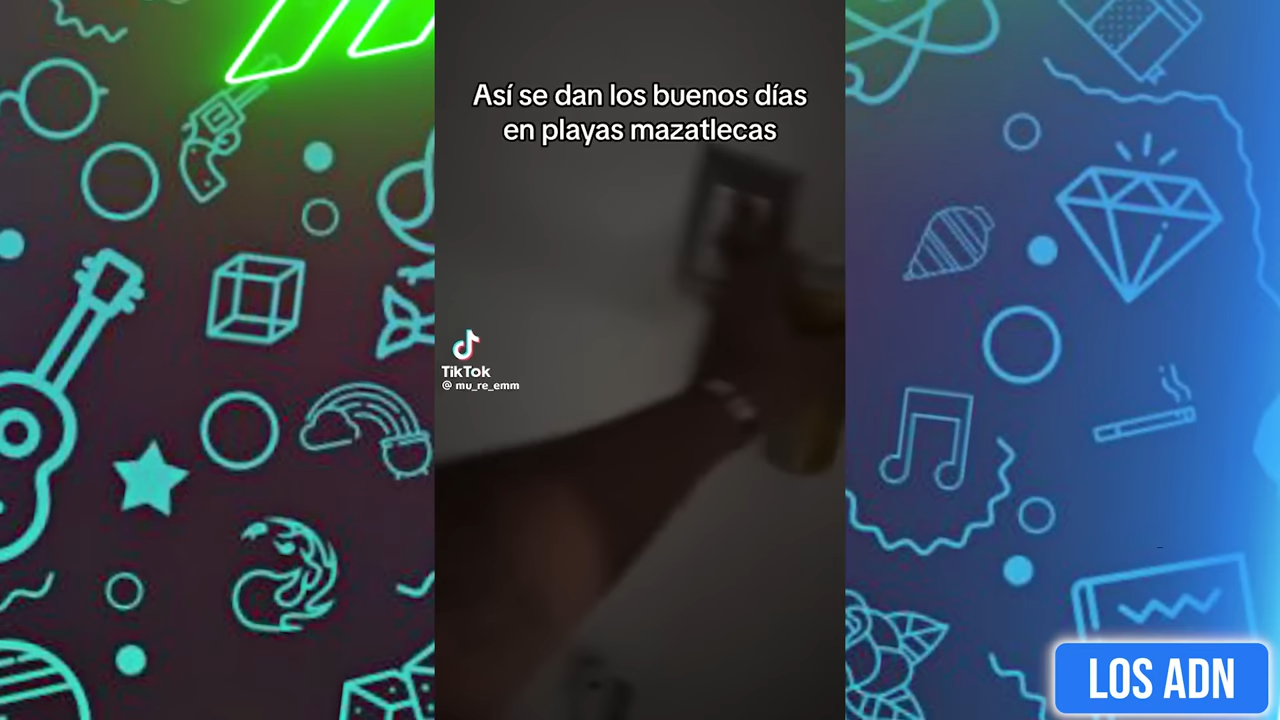 Así se dan los buenos días
en playas mazatlecas
TikTok
@ mu_re_emm
LOS ADN